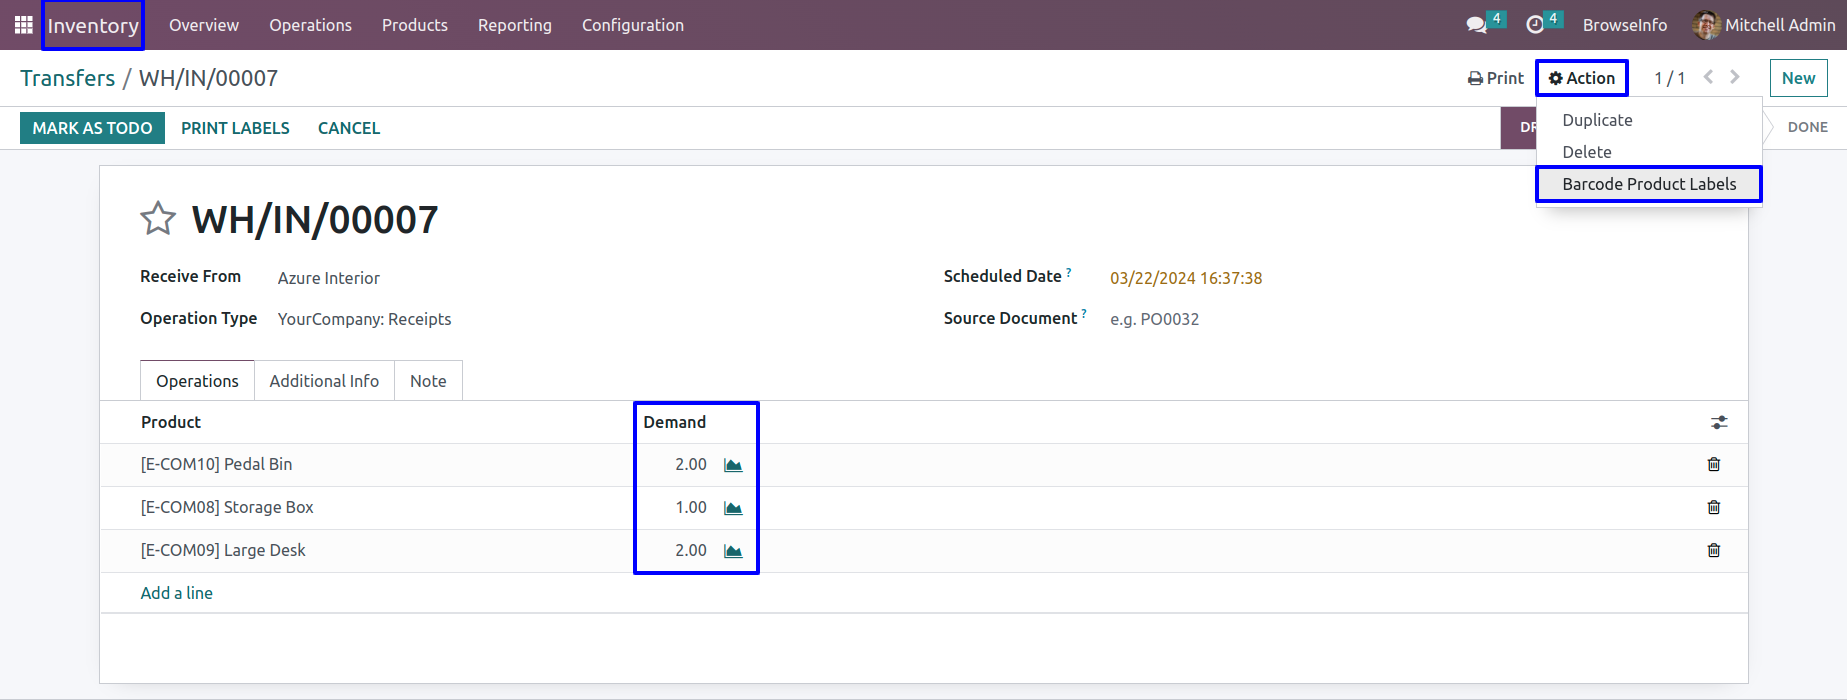 Inventory Overview Operations Products Reporting Configuration 4 4 BrowseInfo Mitchell Admin
Transfers / WH/IN/00007 Print Action 1 / 1 New
MARK AS TODO PRINT LABELS CANCEL DONE
Duplicate
Delete
Barcode Product Labels
WH/IN/00007
Receive From Azure Interior Scheduled Date ? 03/22/2024 16:37:38
Operation Type YourCompany: Receipts Source Document ? e.g. PO0032
Operations Additional Info Note
Product Demand
[E-COM10] Pedal Bin 2.00
[E-COM08] Storage Box 1.00
[E-COM09] Large Desk 2.00
Add a line